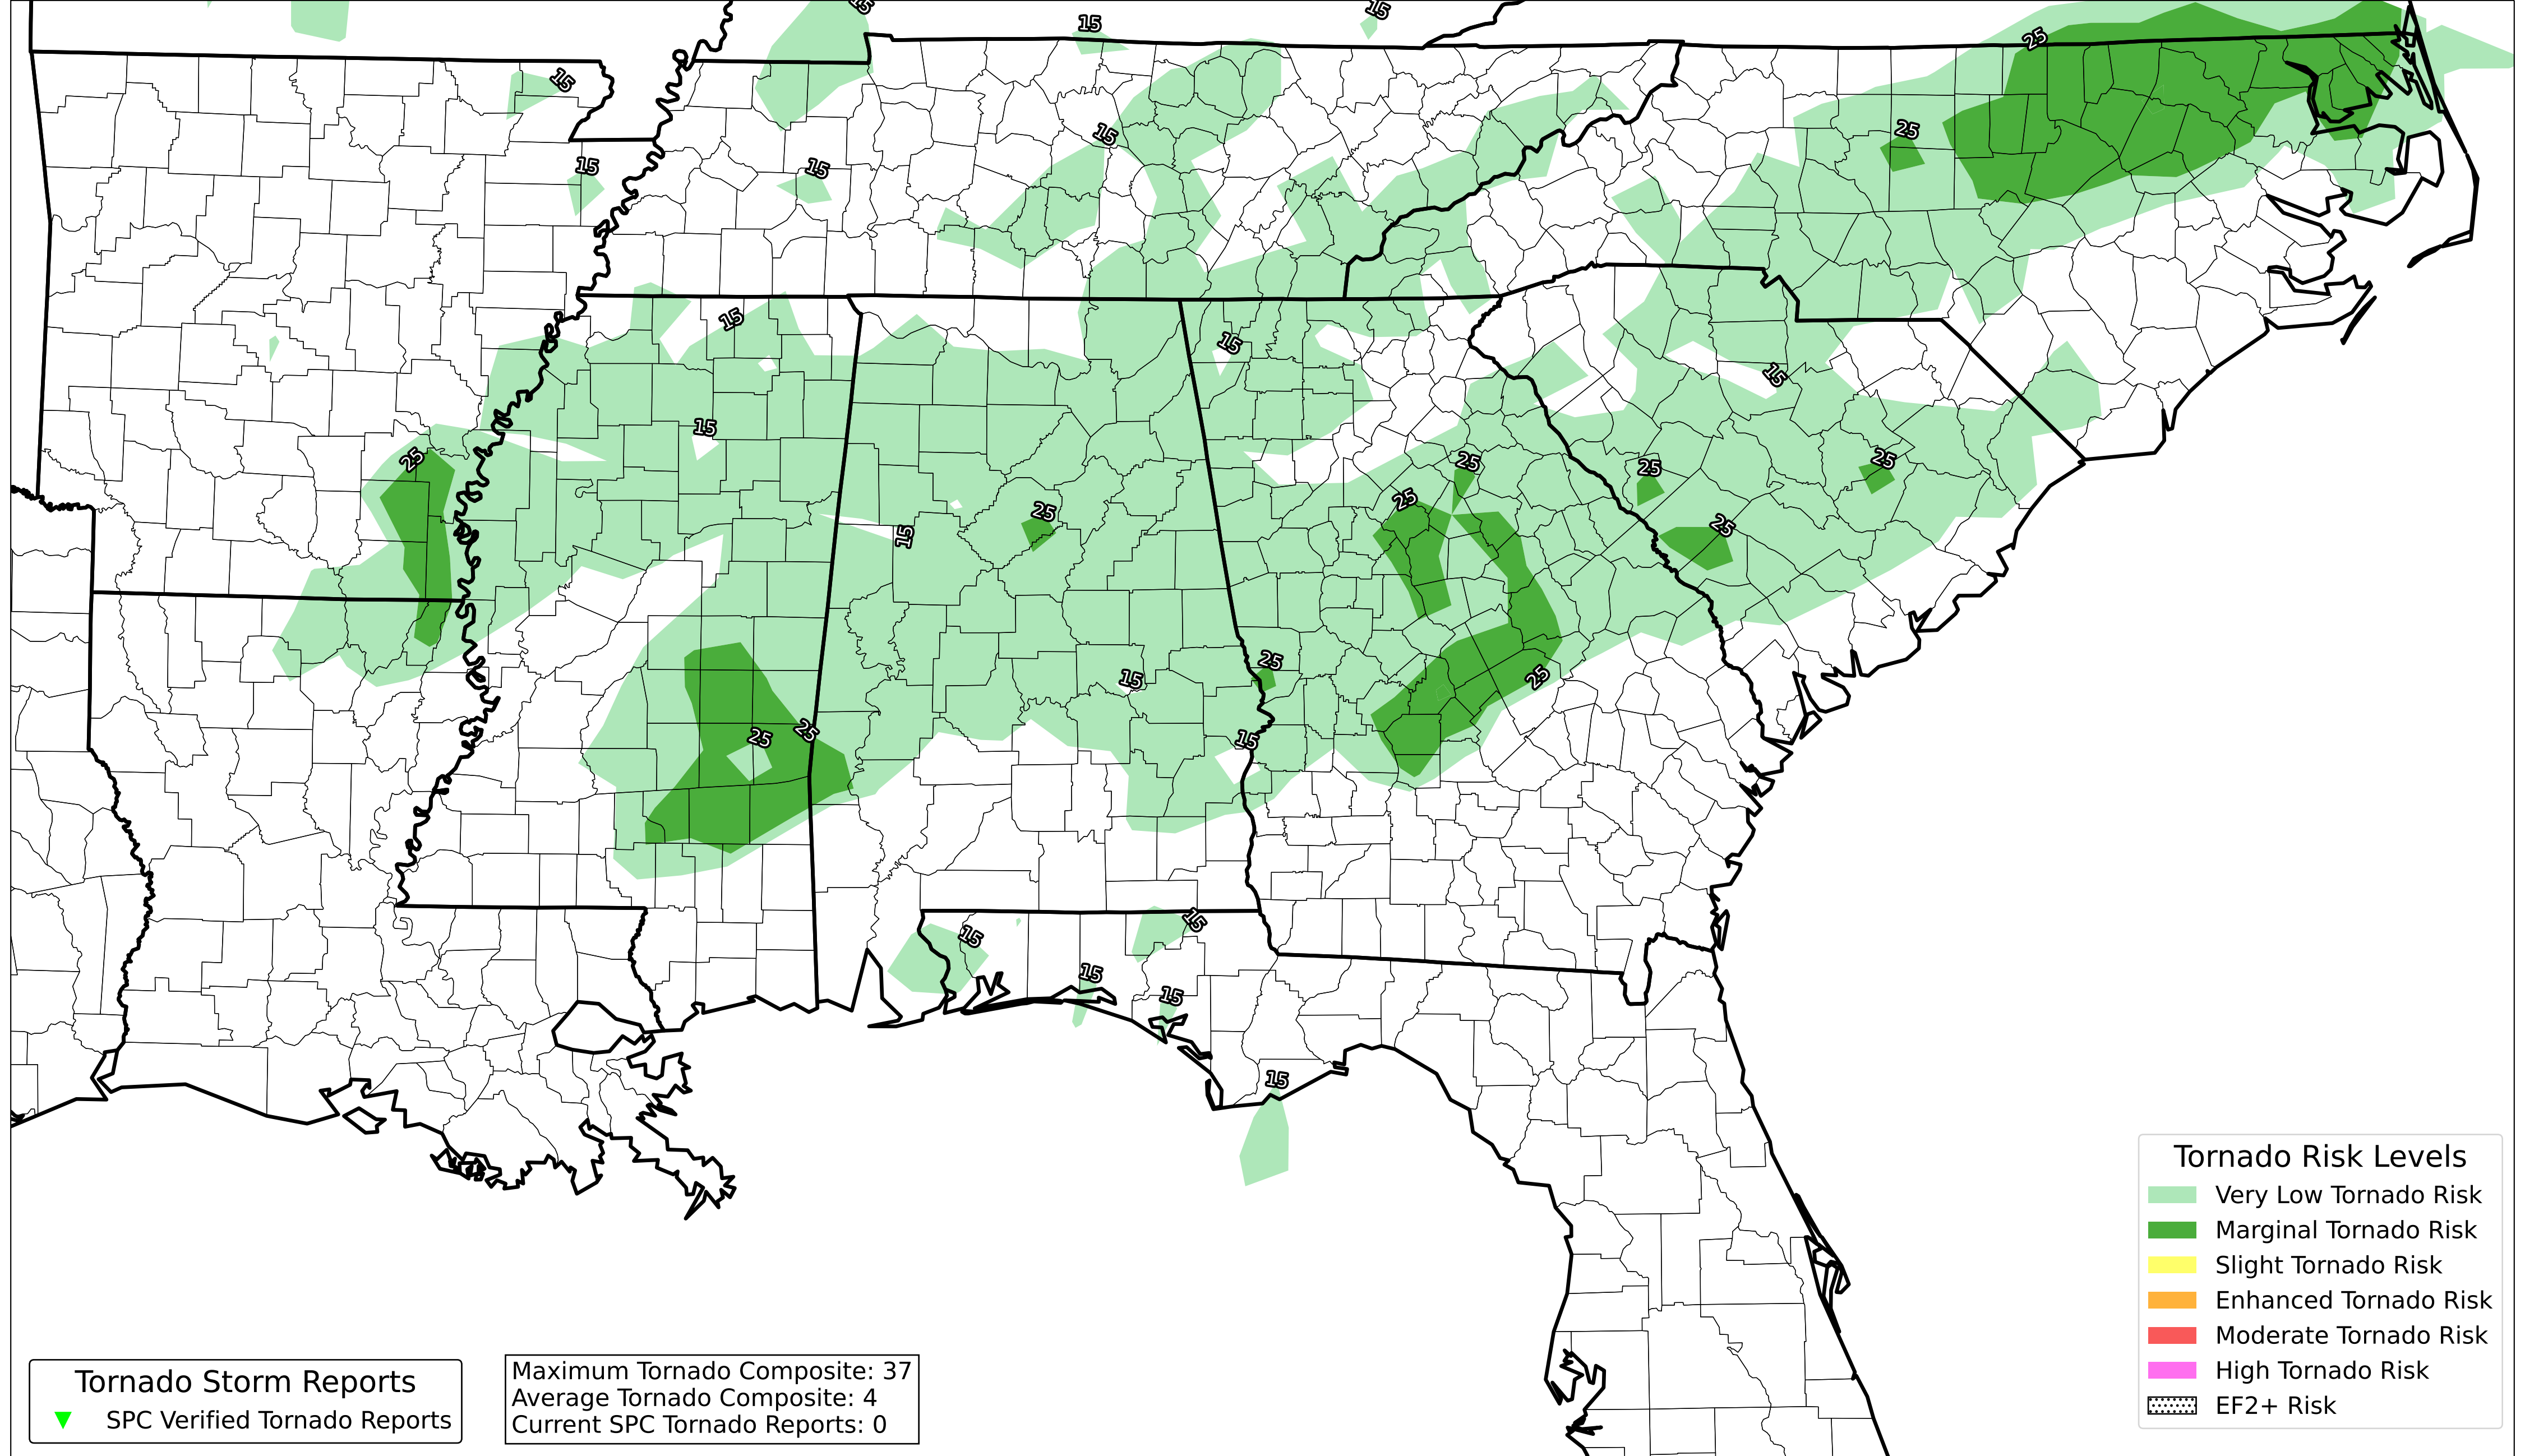 15
15
15
25
15
15
25
15
15
15
15
15
15
15
25
25
25
25
25
25
15
25
25
15
25
25
25
15
15
15
15
15
15
Tornado Risk Levels
Very Low Tornado Risk
Marginal Tornado Risk
Slight Tornado Risk
Enhanced Tornado Risk
Moderate Tornado Risk
High Tornado Risk
EF2+ Risk
Tornado Storm Reports
SPC Verified Tornado Reports
Maximum Tornado Composite: 37
Average Tornado Composite: 4
Current SPC Tornado Reports: 0